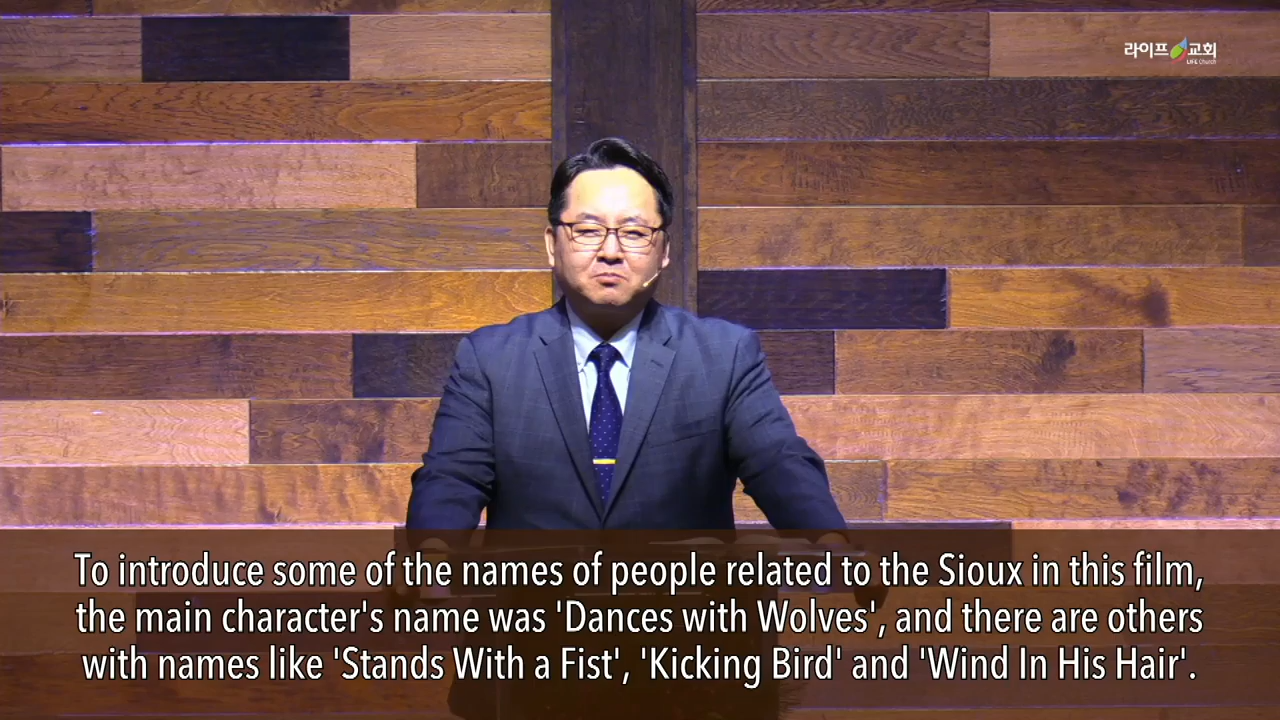 라이프 교회
LIFE Church
To introduce some of the names of people related to the Sioux in this film,
the main character's name was 'Dances with Wolves', and there are others
with names like 'Stands With a Fist', 'Kicking Bird' and 'Wind In His Hair'.